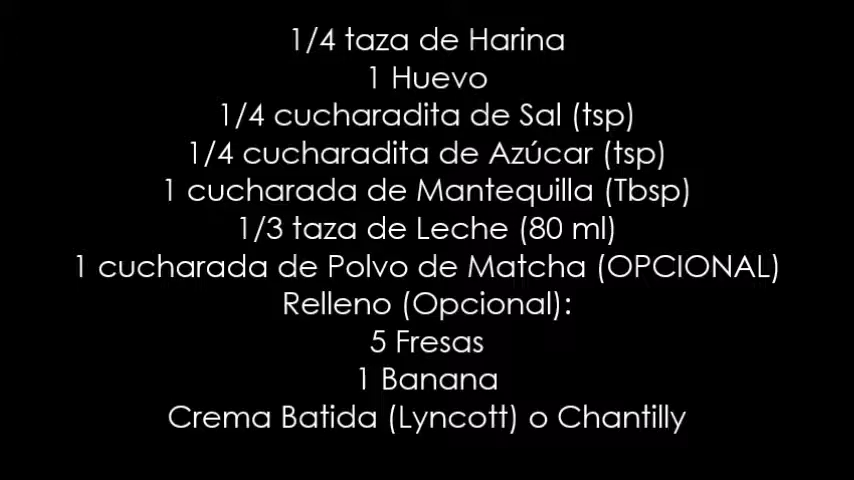 1/4 taza de Harina
1 Huevo
1/4 cucharadita de Sal (tsp)
1/4 cucharadita de Azúcar (tsp)
1 cucharada de Mantequilla (Tbsp)
1/3 taza de Leche (80 ml)
1 cucharada de Polvo de Matcha (OPCIONAL)
Relleno (Opcional):
5 Fresas
1 Banana
Crema Batida (Lyncott) o Chantilly